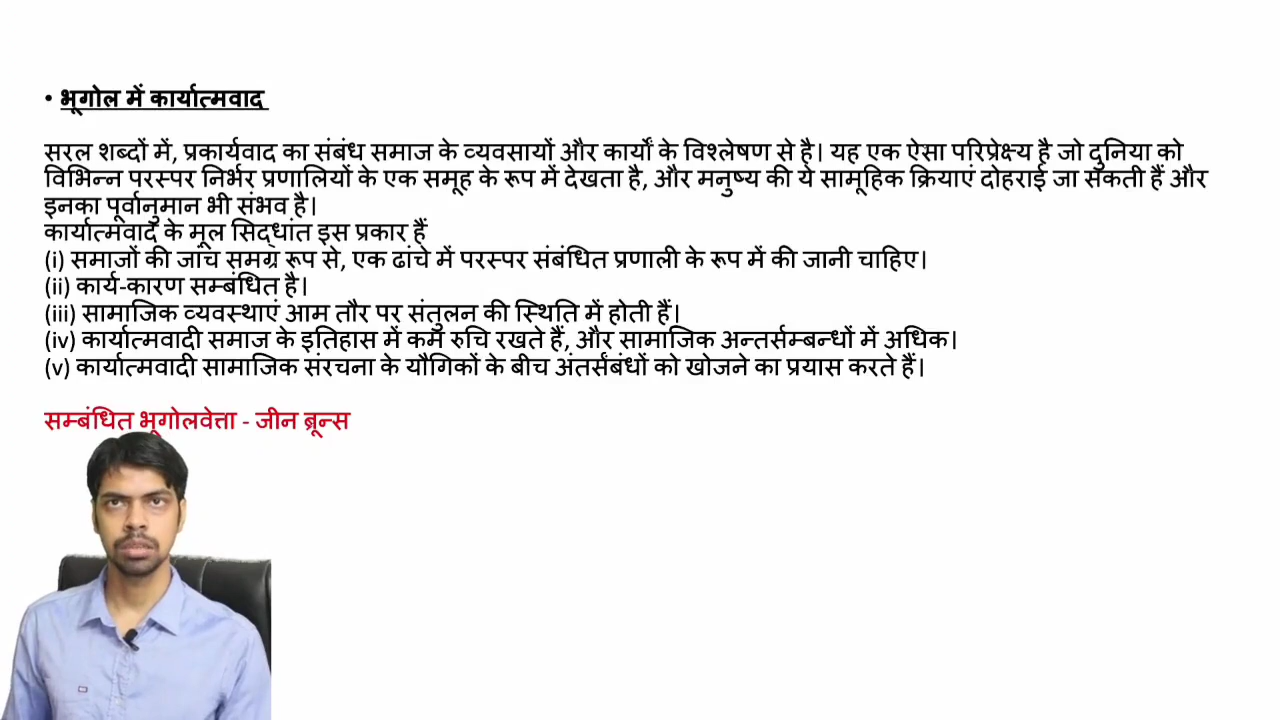 • भूगोल में कार्यात्मवाद
सरल शब्दों में, प्रकार्यवाद का संबंध समाज के व्यवसायों और कार्यों के विश्लेषण से है। यह एक ऐसा परिप्रेक्ष्य है जो दुनिया को
विभिन्न परस्पर निर्भर प्रणालियों के एक समूह के रूप में देखता है, और मनुष्य की ये सामूहिक क्रियाएं दोहराई जा सकती हैं और
इनका पूर्वानुमान भी संभव है।
कार्यात्मवाद के मूल सिद्धांत इस प्रकार हैं
(i) समाजों की जांच समग्र रूप से, एक ढांचे में परस्पर संबंधित प्रणाली के रूप में की जानी चाहिए।
(ii) कार्य-कारण सम्बंधित है।
(iii) सामाजिक व्यवस्थाएं आम तौर पर संतुलन की स्थिति में होती हैं।
(iv) कार्यात्मवादी समाज के इतिहास में कम रुचि रखते हैं, और सामाजिक अन्तर्सम्बन्धों में अधिक।
(v) कार्यात्मवादी सामाजिक संरचना के यौगिकों के बीच अंतर्संबंधों को खोजने का प्रयास करते हैं।
सम्बंधित भूगोलवेत्ता - जीन ब्रून्स